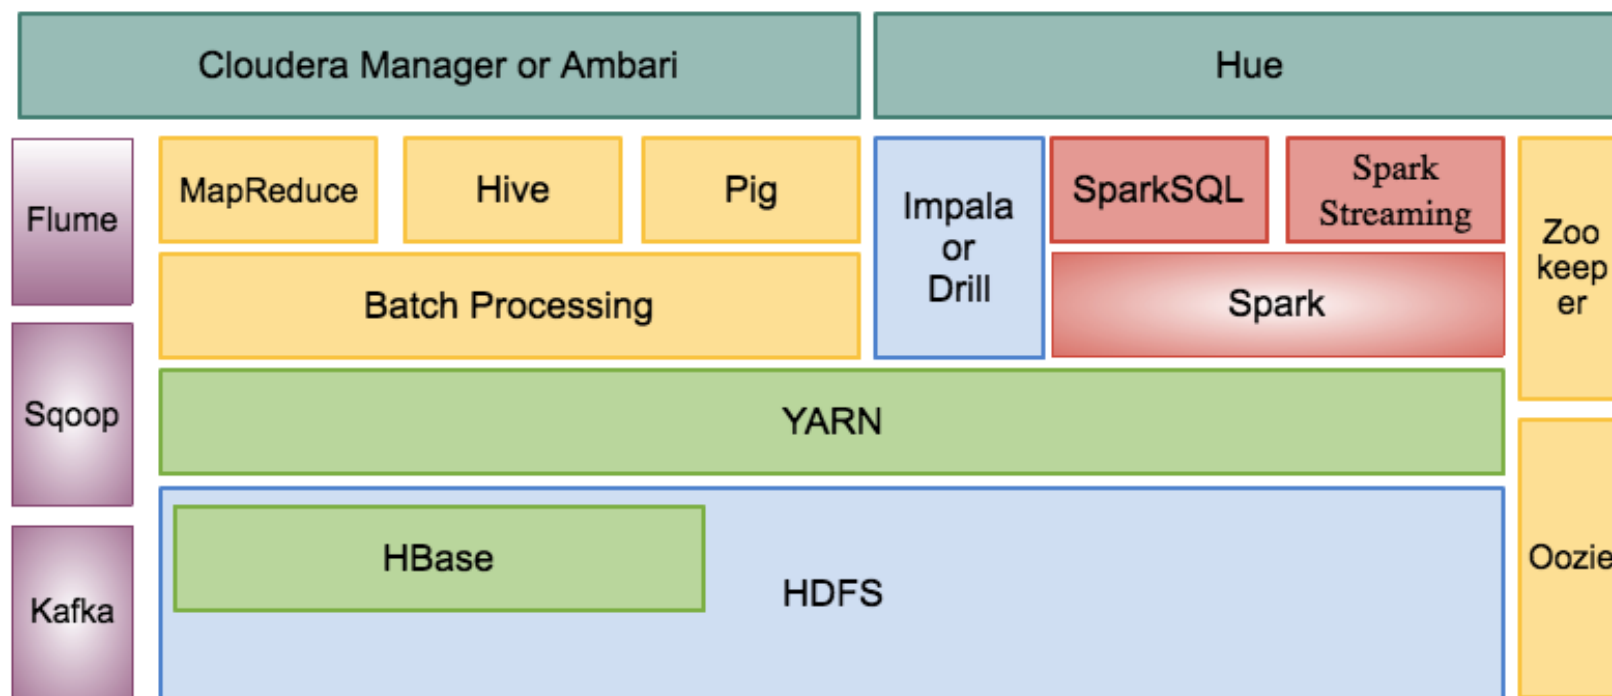 Cloudera Manager or Ambari
Hue
Flume
MapReduce
Hive
Pig
Impala
or
Drill
SparkSQL
Spark
Streaming
Zoo
keep
er
Batch Processing
Spark
Sqoop
YARN
HBase
HDFS
Oozie
Kafka